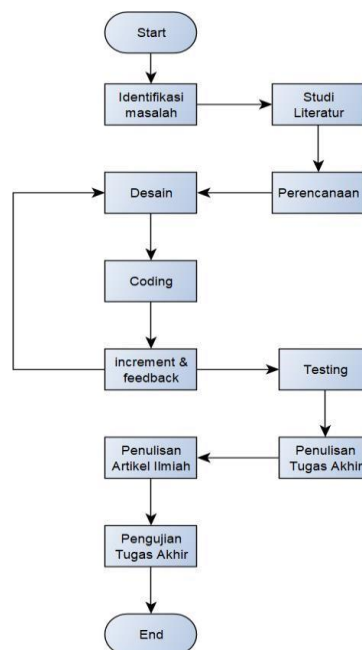 Start
Identifikasi
masalah
Studi
Literatur
Desain
Perencanaan
Coding
increment &
feedback
Testing
Penulisan
Artikel Ilmiah
Penulisan
Tugas Akhir
Pengujian
Tugas Akhir
End